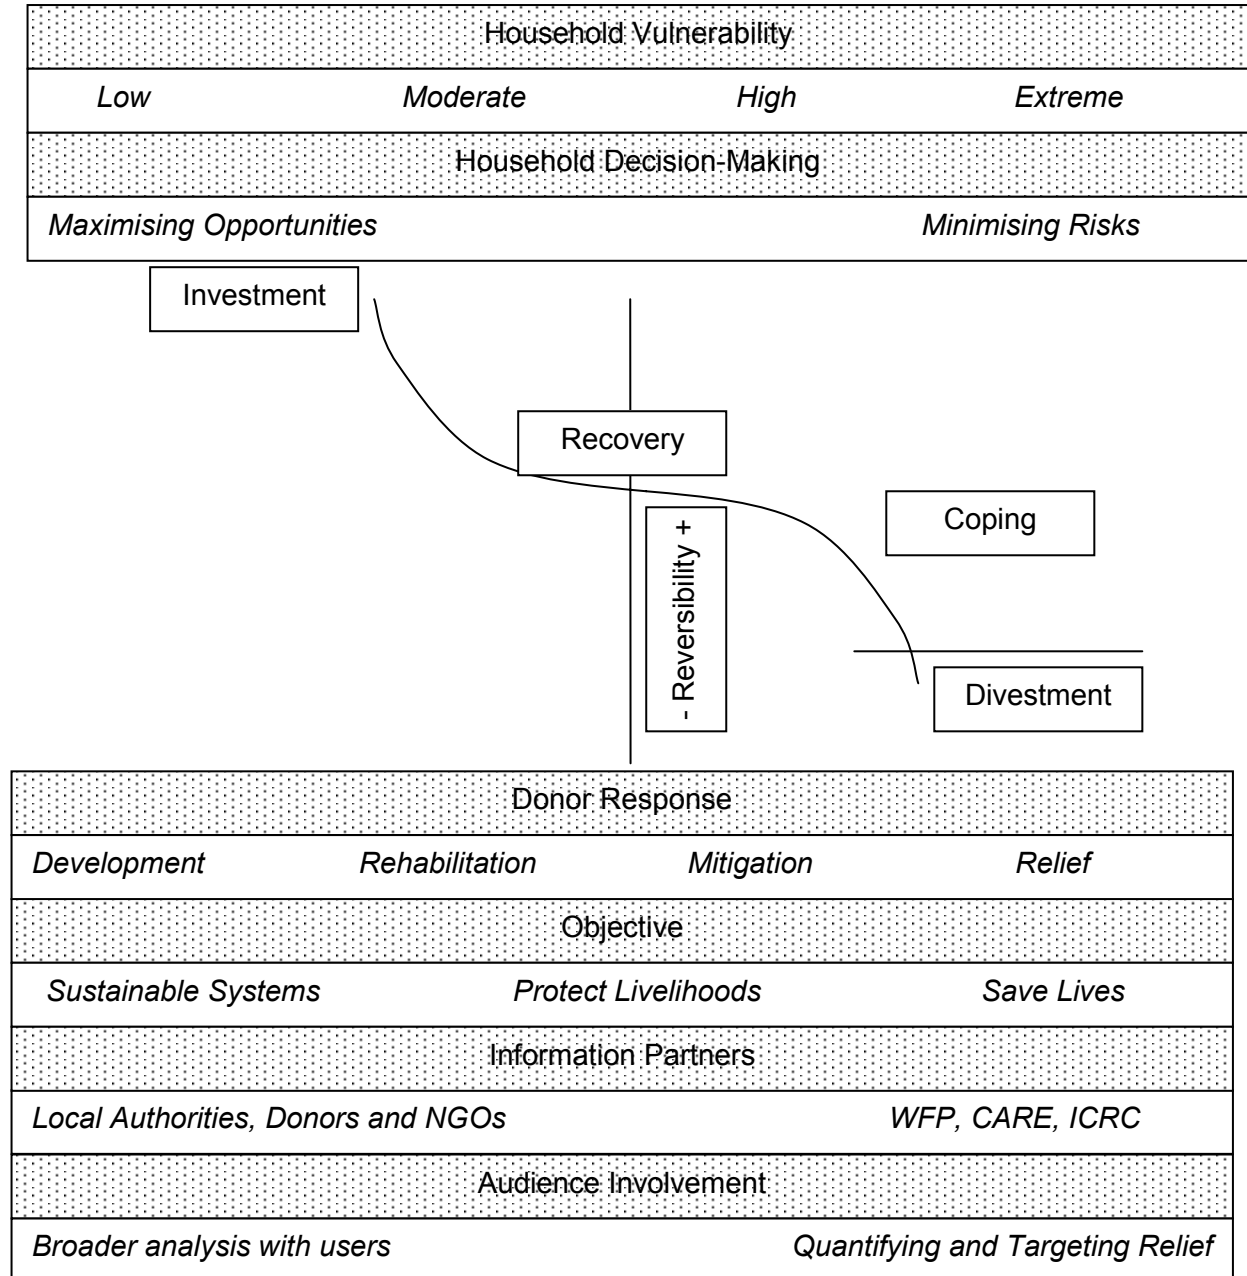 Household Vulnerability
Low Moderate High Extreme
Household Decision-Making
Maximising Opportunities Minimising Risks
Investment
Recovery
Coping
- Reversibility +
Divestment
Donor Response
Development Rehabilitation Mitigation Relief
Objective
Sustainable Systems Protect Livelihoods Save Lives
Information Partners
Local Authorities, Donors and NGOs WFP, CARE, ICRC
Audience Involvement
Broader analysis with users Quantifying and Targeting Relief